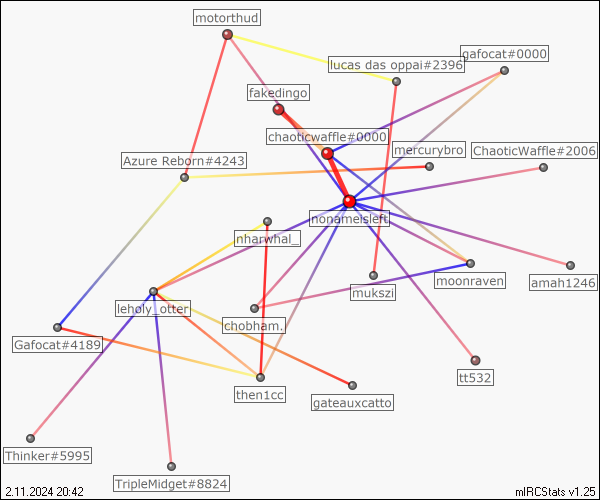 motorthud
gafocat#0000
lucas das oppai#2396
fakedingo
chaoticwaffle#0000
mercurybro
ChaoticWaffle#2006
Azure Reborn#4243
nonameisleft
nharwhal_
amah1246
moonraven
mukszi
leholy_otter
chobham.
Gafocat#4189
tt532
then1cc
gateauxcatto
Thinker#5995
TripleMidget#8824
2.11.2024 20:42
mIRCStats v1.25